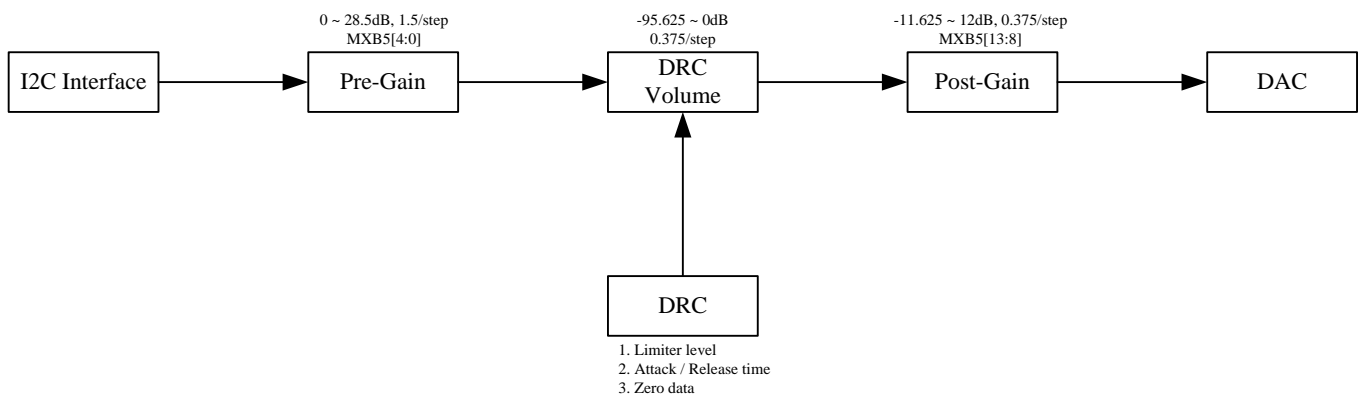 0 ~ 28.5dB, 1.5/step
MXB5[4:0]
-95.625 ~ 0dB
0.375/step
-11.625 ~ 12dB, 0.375/step
MXB5[13:8]
I2C Interface
Pre-Gain
DRC
Volume
Post-Gain
DAC
DRC
1. Limiter level
2. Attack / Release time
3. Zero data